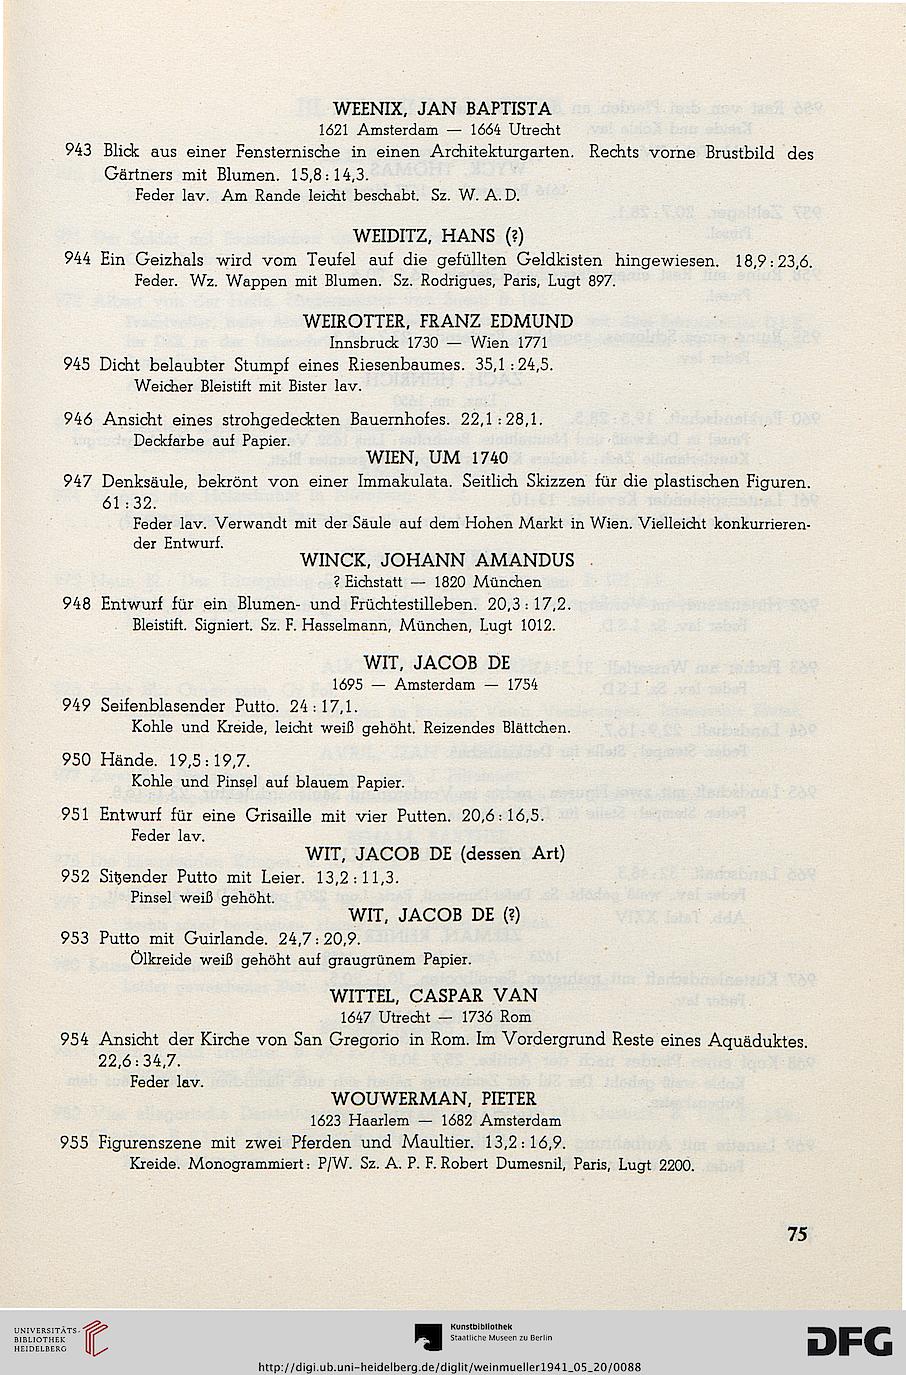 WEENIX, JAN BAPTISTA
1621 Amsterdam — 1664 Utrecht
943 Blick aus einer Fensternische in einen Architekturgarten. Rechts vorne Brustbild des
Gärtners mit Blumen. 15,8 : 14,3.
Feder lav. Am Rande leicht beschabt. Sz. W. A. D.
WEIDITZ, HANS (?)
944 Ein Geizhals wird vom Teufel auf die gefüllten Geldkisten hingewiesen. 18,9 : 23,6.
Feder. Wz. Wappen mit Blumen. Sz. Rodrigues, Paris, Lugt 897.
WEIROTTER, FRANZ EDMUND
Innsbruck 1730 — Wien 1771
945 Dicht belaubter Stumpf eines Riesenbaumes. 35,1 : 24,5.
Weicher Bleistift mit Bister lav.
946 Ansicht eines strohgedeckten Bauernhofes. 22,1 : 28,1.
Deckfarbe auf Papier.
WIEN, UM 1740
947 Denksäule, bekrönt von einer Immakulata. Seitlich Skizzen für die plastischen Figuren.
61 : 32.
Feder lav. Verwandt mit der Säule auf dem Hohen Markt in Wien. Vielleicht konkurrieren-
der Entwurf.
WINCK, JOHANN AMANDUS
? Eichstatt — 1820 München
948 Entwurf für ein Blumen- und Früchtestilleben. 20,3 : 17,2.
Bleistift. Signiert. Sz. F. Hasselmann, München, Lugt 1012.
WIT, JACOB DE
1695 — Amsterdam — 1754
949 Seifenblasender Putto. 24 : 17,1.
Kohle und Kreide, leicht weiß gehöht. Reizendes Blättchen.
950 Hände. 19,5 : 19,7.
Kohle und Pinsel auf blauem Papier.
951 Entwurf für eine Grisaille mit vier Putten. 20,6 : 16,5.
Feder lav.
WIT, JACOB DE (dessen Art)
952 Sitzender Putto mit Leier. 13,2 : 11,3.
Pinsel weiß gehöht.
WIT, JACOB DE (?)
953 Putto mit Guirlande. 24,7 : 20,9.
Ölkreide weiß gehöht auf graugrünem Papier.
WITTEL, CASPAR VAN
1647 Utrecht — 1736 Rom
954 Ansicht der Kirche von San Gregorio in Rom. Im Vordergrund Reste eines Aquäduktes.
22,6 : 34,7.
Feder lav.
WOUWERMAN, PIETER
1623 Haarlem — 1682 Amsterdam
955 Figurenszene mit zwei Pferden und Maultier. 13,2 : 16,9.
Kreide. Monogrammiert: P/W. Sz. A. P. F. Robert Dumesnil, Paris, Lugt 2200.
75
UNIVERSITÄTS-
BIBLIOTHEK
HEIDELBERG
Kunstbibliothek
Staatliche Museen zu Berlin
DFG
http://digi.ub.uni-heidelberg.de/diglit/weinmueller1941_05_20/0088